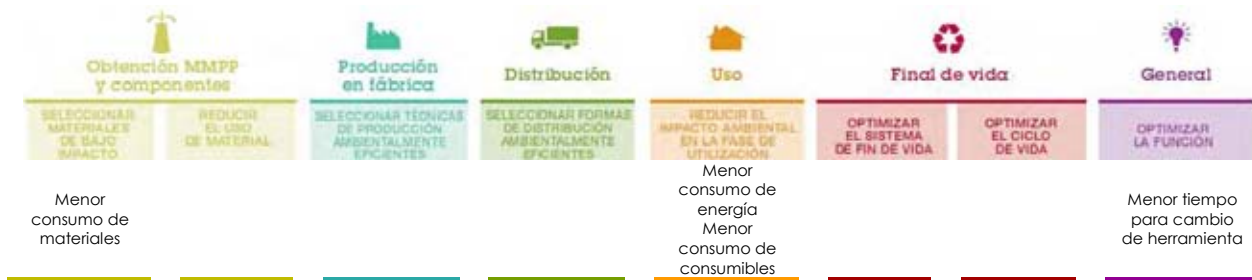 Obtención MMPP
y componentes
Producción
en fábrica
Distribución
Uso
Final de vida
General
SELECCIONAR
MATERIALES
DE BAJO
IMPACTO
REDUCIR
EL USO
DE MATERIAL
SELECCIONAR TÉCNICAS
DE PRODUCCIÓN
AMBIENTALMENTE
EFICIENTES
SELECCIONAR FORMAS
DE DISTRIBUCIÓN
AMBIENTALMENTE
EFICIENTES
REDUCIR EL
IMPACTO AMBIENTAL
EN LA FASE DE
UTILIZACIÓN
OPTIMIZAR
EL SISTEMA
DE FIN DE VIDA
OPTIMIZAR
EL CICLO
DE VIDA
OPTIMIZAR
LA FUNCIÓN
Menor
consumo de
materiales
Menor
consumo de
energía
Menor
consumo de
consumibles
Menor tiempo
para cambio
de herramienta